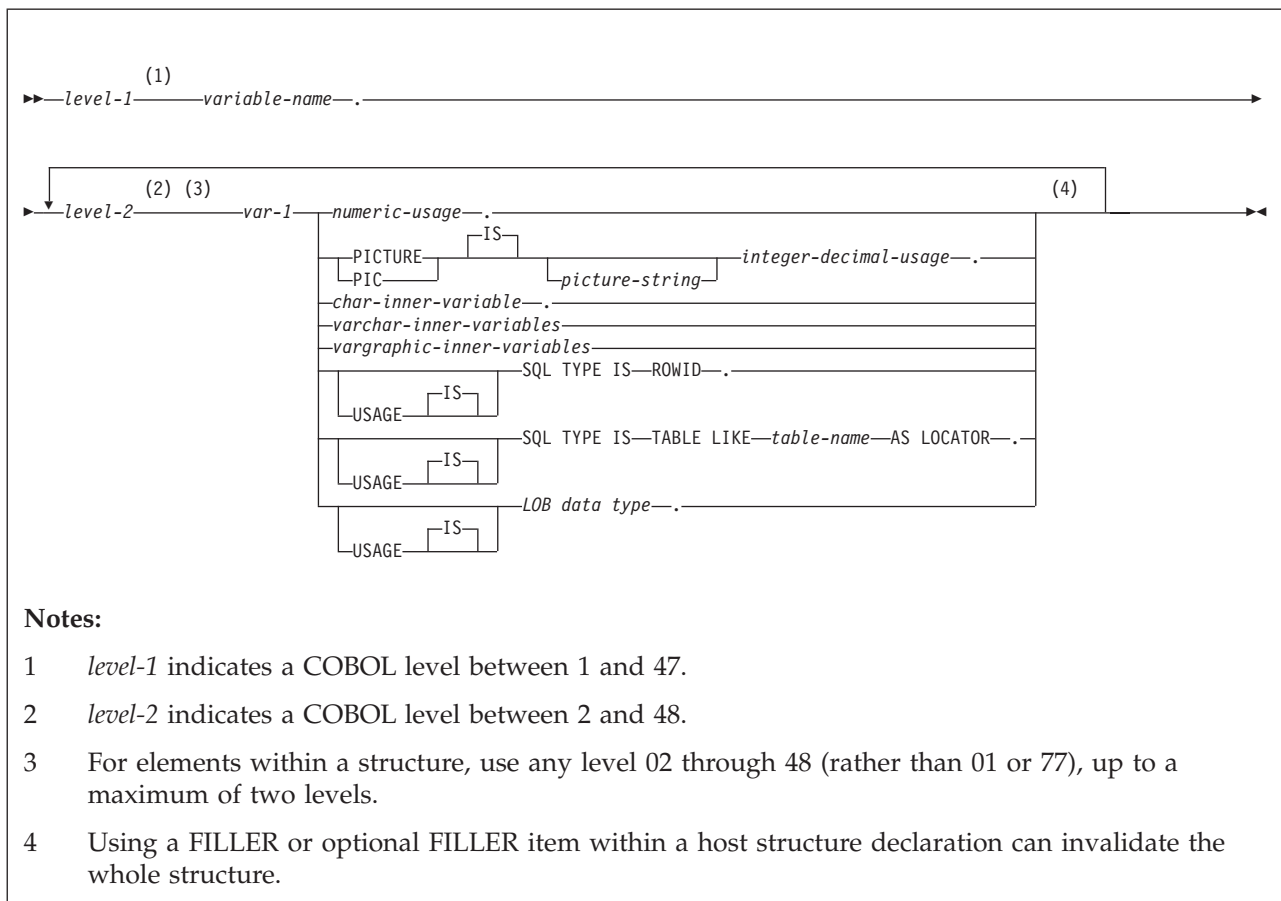 (1)
level-1 variable-name .
(2) (3) (4)
level-2 var-1 numeric-usage .
IS
PICTURE integer-decimal-usage .
PIC picture-string
char-inner-variable .
varchar-inner-variables
vargraphic-inner-variables
SQL TYPE IS ROWID .
IS
USAGE
SQL TYPE IS TABLE LIKE table-name AS LOCATOR .
IS
USAGE
LOB data type .
IS
USAGE
Notes:
1 level-1 indicates a COBOL level between 1 and 47.
2 level-2 indicates a COBOL level between 2 and 48.
3 For elements within a structure, use any level 02 through 48 (rather than 01 or 77), up to a
maximum of two levels.
4 Using a FILLER or optional FILLER item within a host structure declaration can invalidate the
whole structure.